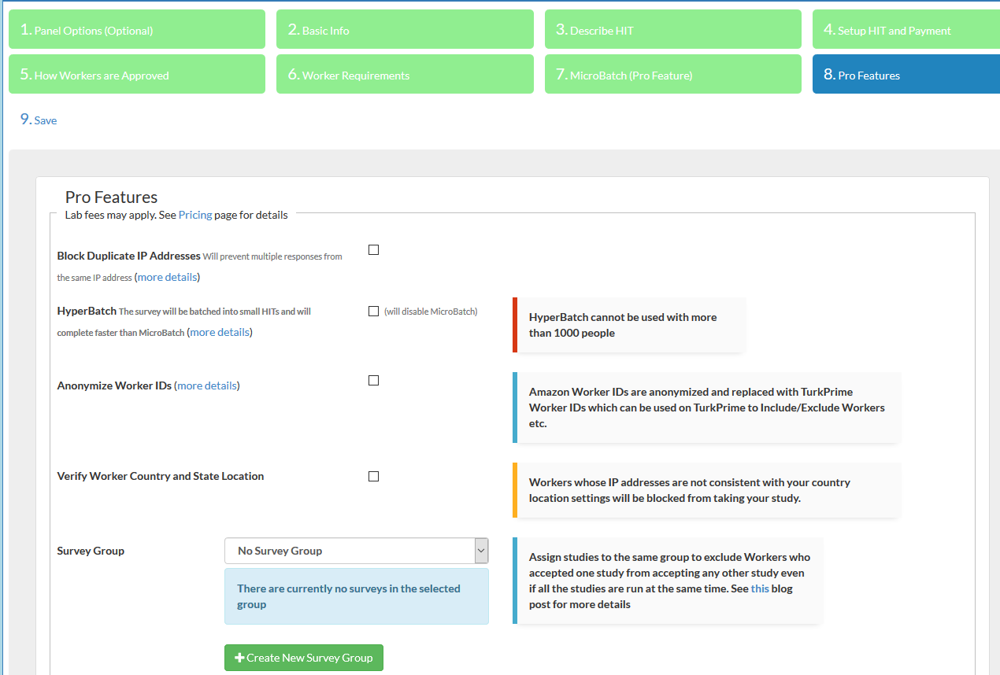 1. Panel Options (Optional)
2. Basic Info
3. Describe HIT
4. Setup HIT and Payment
5. How Workers are Approved
6. Worker Requirements
7. MicroBatch (Pro Feature)
8. Pro Features
9. Save
Pro Features
Lab fees may apply. See Pricing page for details
Block Duplicate IP Addresses Will prevent multiple responses from
the same IP address (more details)
HyperBatch The survey will be batched into small HITs and will
complete faster than MicroBatch (more details)
(will disable MicroBatch)
HyperBatch cannot be used with more
than 1000 people
Anonymize Worker IDs (more details)
Amazon Worker IDs are anonymized and replaced with TurkPrime
Worker IDs which can be used on TurkPrime to Include/Exclude Workers
etc.
Verify Worker Country and State Location
Workers whose IP addresses are not consistent with your country
location settings will be blocked from taking your study.
Survey Group
No Survey Group
There are currently no surveys in the selected
group
Assign studies to the same group to exclude Workers who
accepted one study from accepting any other study even
if all the studies are run at the same time. See this blog
post for more details
Create New Survey Group